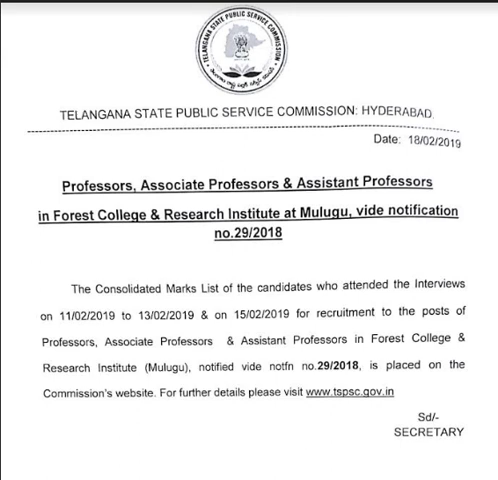 TELANGANA STATE PUBLIC SERVICE COMMISSION
TELANGANA STATE PUBLIC SERVICE COMMISSION: HYDERABAD.
Date: 18/02/2019
Professors, Associate Professors & Assistant Professors
in Forest College & Research Institute at Mulugu, vide notification
no.29/2018
The Consolidated Marks List of the candidates who attended the Interviews
on 11/02/2019 to 13/02/2019 & on 15/02/2019 for recruitment to the posts of
Professors, Associate Professors & Assistant Professors in Forest College &
Research Institute (Mulugu), notified vide notfn no.29/2018, is placed on the
Commission's website. For further details please visit www.tspsc.gov.in
Sd/-
SECRETARY